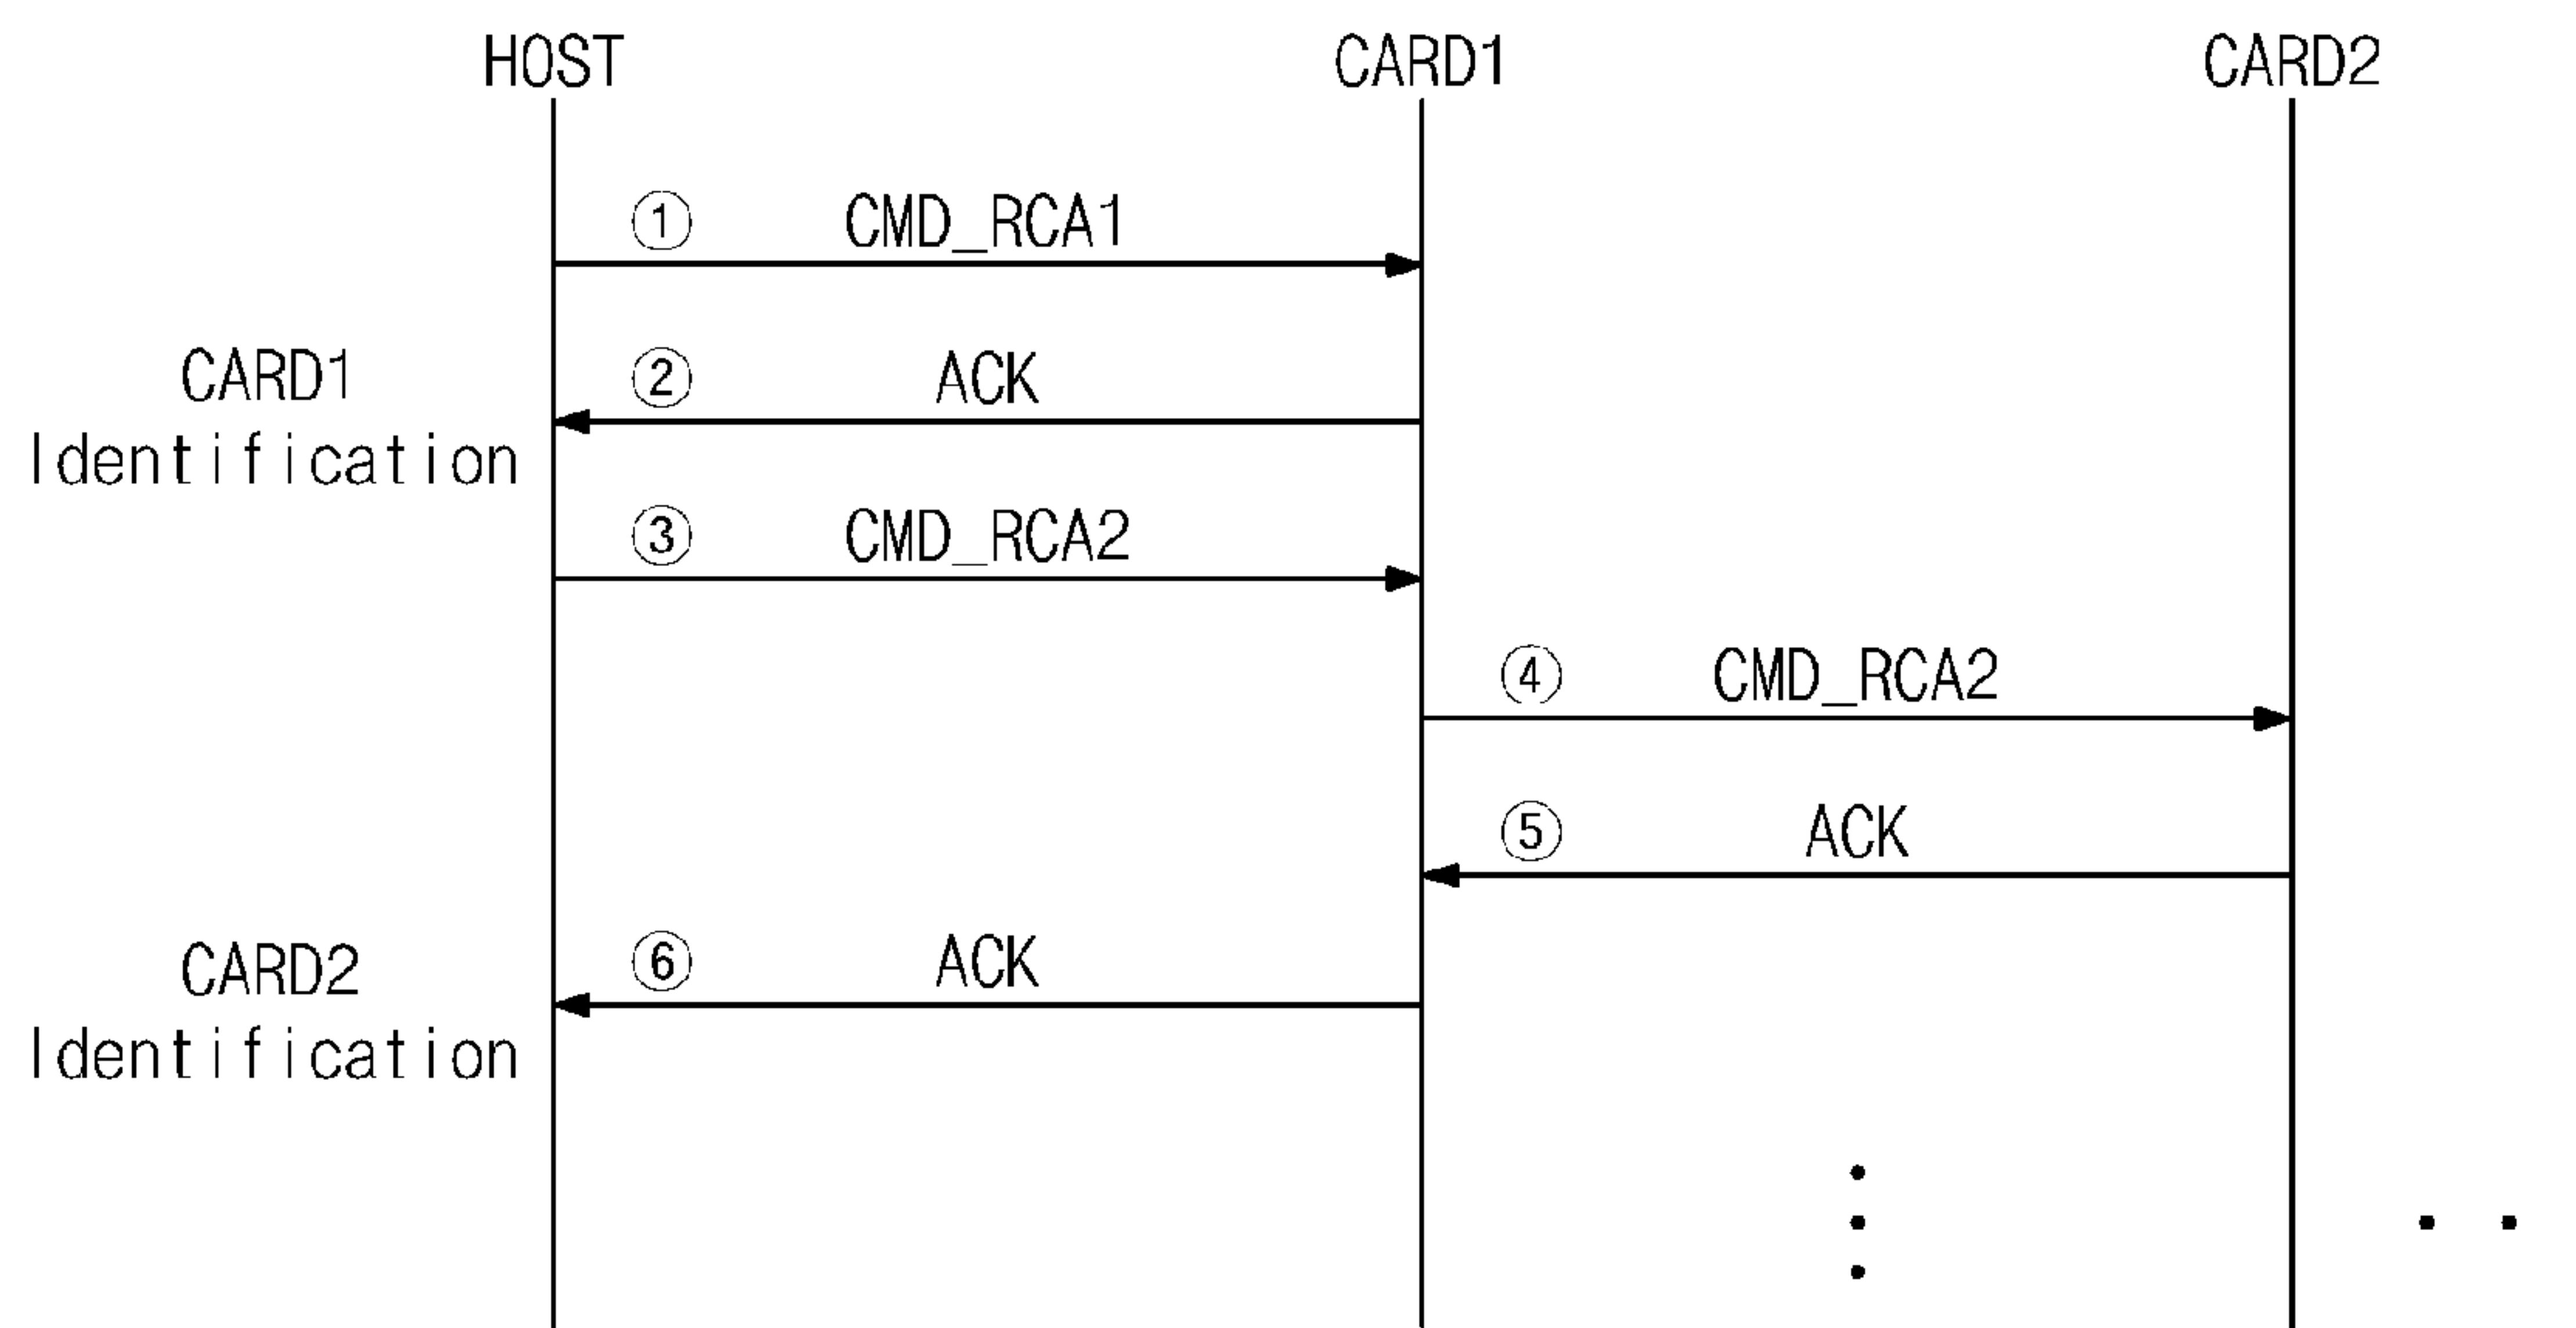 HOST CARD1 CARD2
① CMD_RCA1
CARD1
Identification
② ACK
③ CMD_RCA2
④ CMD_RCA2
⑤ ACK
CARD2
Identification
⑥ ACK